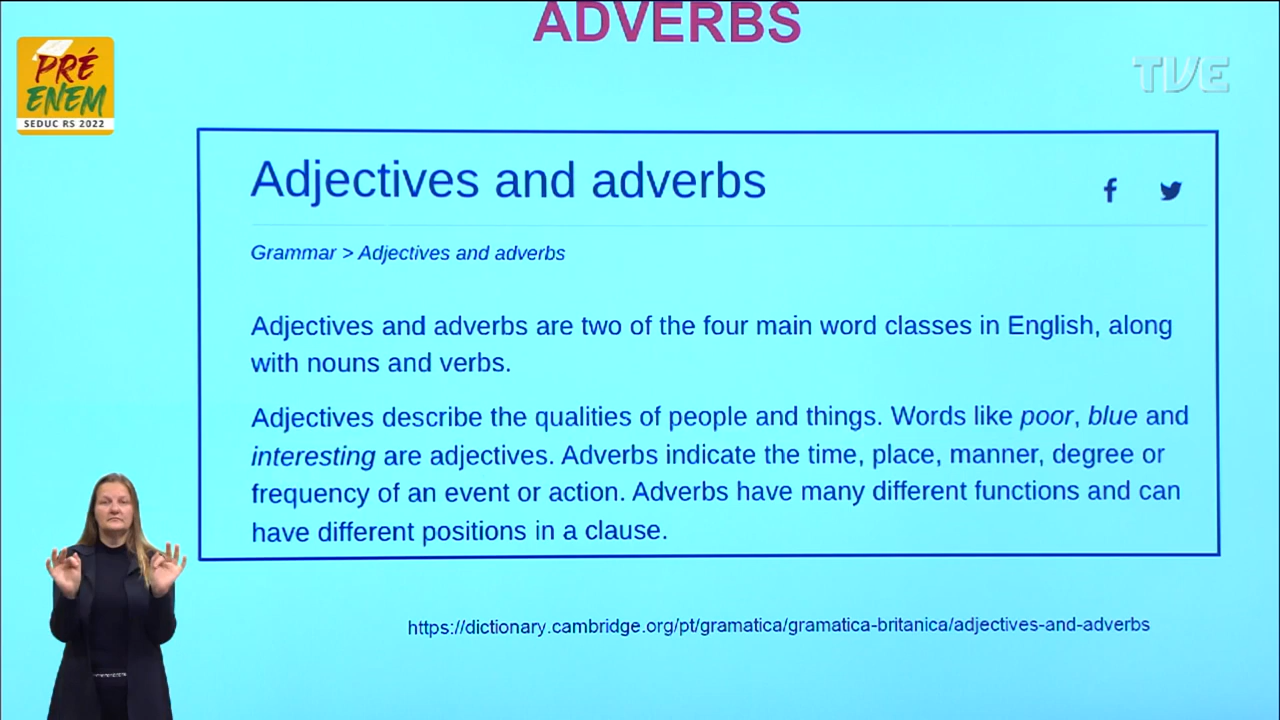 ADVERBS
PRÉ
ENEM
SEDUC RS 2022
TVE
Adjectives and adverbs
Grammar > Adjectives and adverbs
Adjectives and adverbs are two of the four main word classes in English, along
with nouns and verbs.
Adjectives describe the qualities of people and things. Words like poor, blue and
interesting are adjectives. Adverbs indicate the time, place, manner, degree or
frequency of an event or action. Adverbs have many different functions and can
have different positions in a clause.
https://dictionary.cambridge.org/pt/gramatica/gramatica-britanica/adjectives-and-adverbs